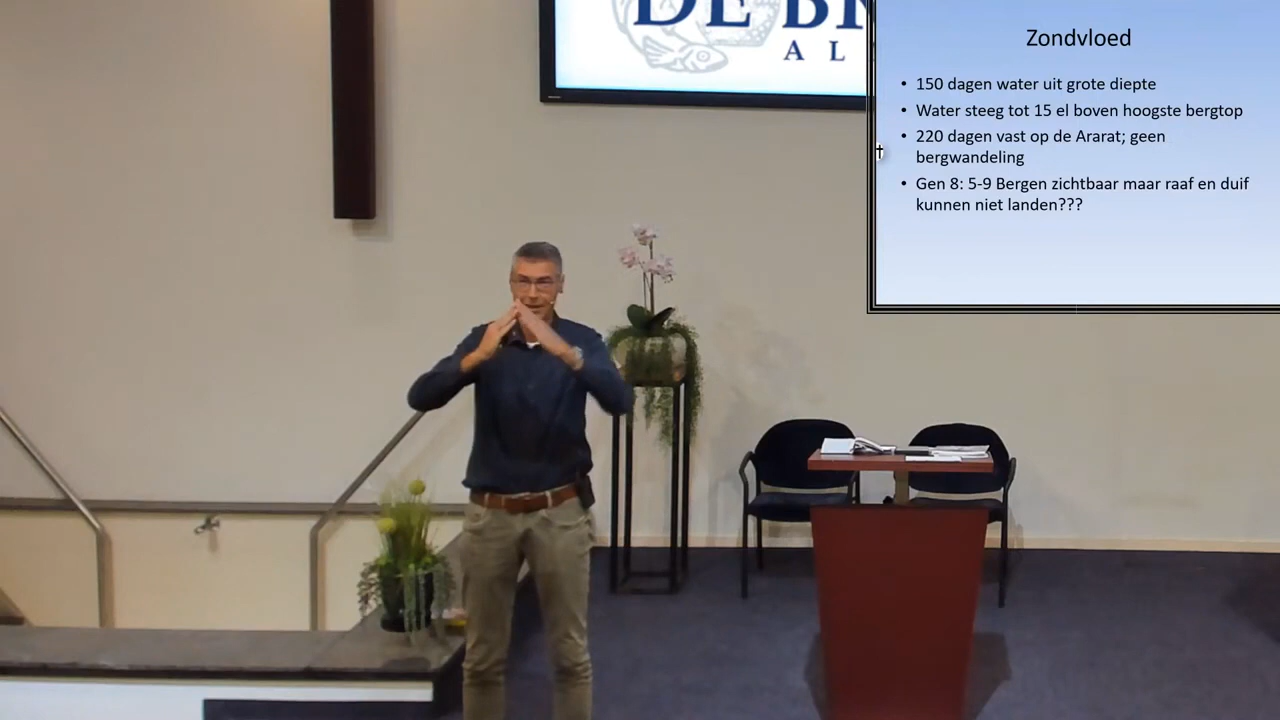 DE
A L
Zondvloed
• 150 dagen water uit grote diepte
• Water steeg tot 15 el boven hoogste bergtop
• 220 dagen vast op de Ararat; geen
bergwandeling
• Gen 8: 5-9 Bergen zichtbaar maar raaf en duif
kunnen niet landen???